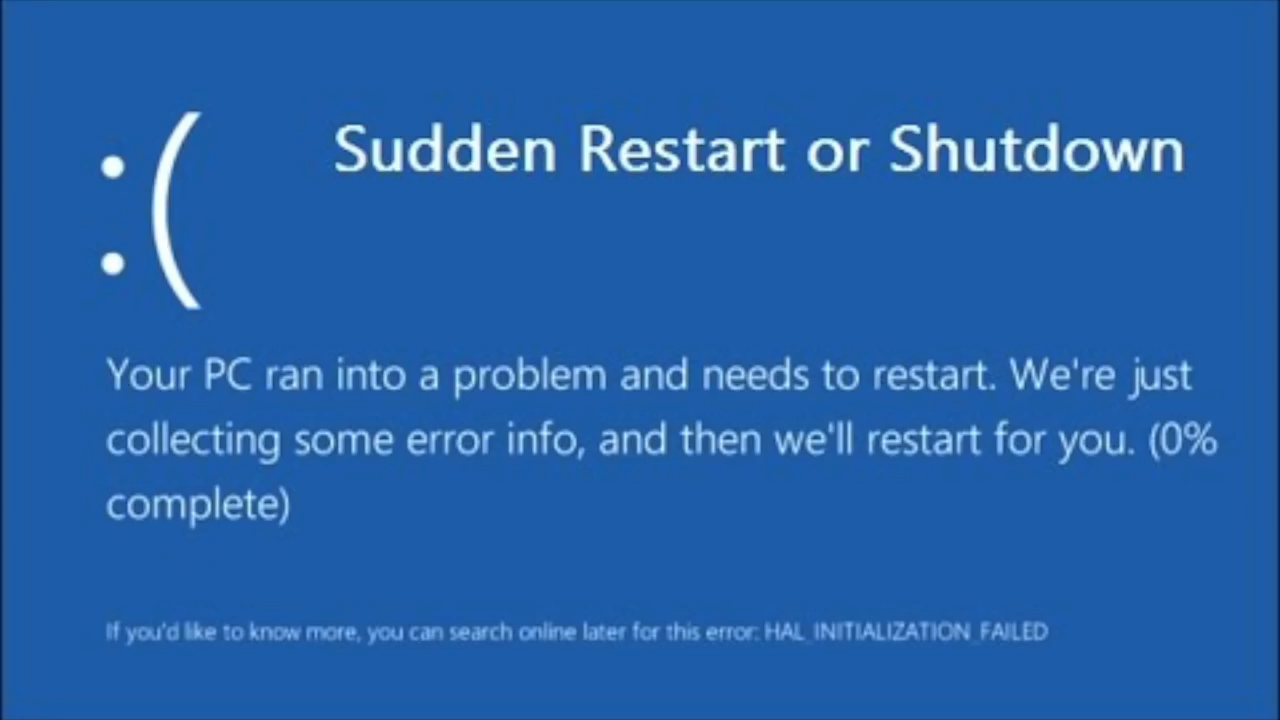 :( Sudden Restart or Shutdown
Your PC ran into a problem and needs to restart. We're just
collecting some error info, and then we'll restart for you. (0%
complete)
If you'd like to know more, you can search online later for this error: HAL_INITIALIZATION_FAILED